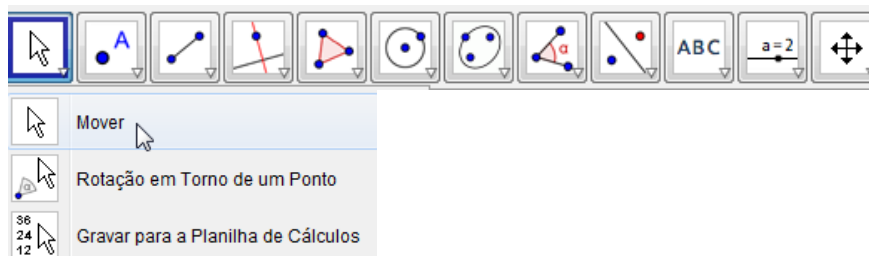 A
α
ABC
a=2
Mover
α
Rotação em Torno de um Ponto
36
24
12
Gravar para a Planilha de Cálculos